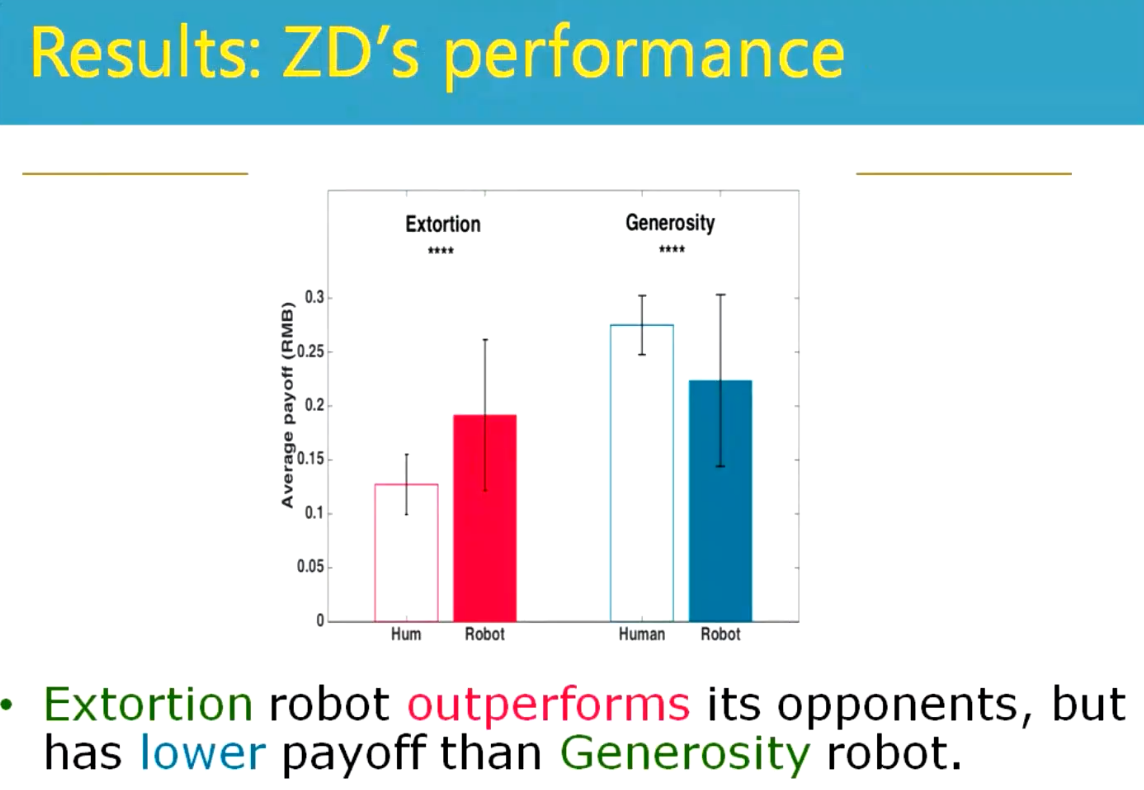 Results: ZD's performance
Extortion
****
Generosity
****
Average payoff (RMB)
0.3
0.25
0.2
0.15
0.1
0.05
0
Hum
Robot
Human
Robot
• Extortion robot outperforms its opponents, but
has lower payoff than Generosity robot.